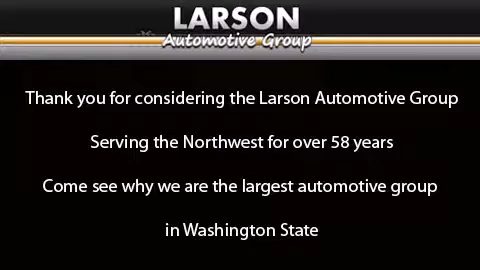 LARSON
Automotive Group
Thank you for considering the Larson Automotive Group
Serving the Northwest for over 58 years
Come see why we are the largest automotive group
in Washington State